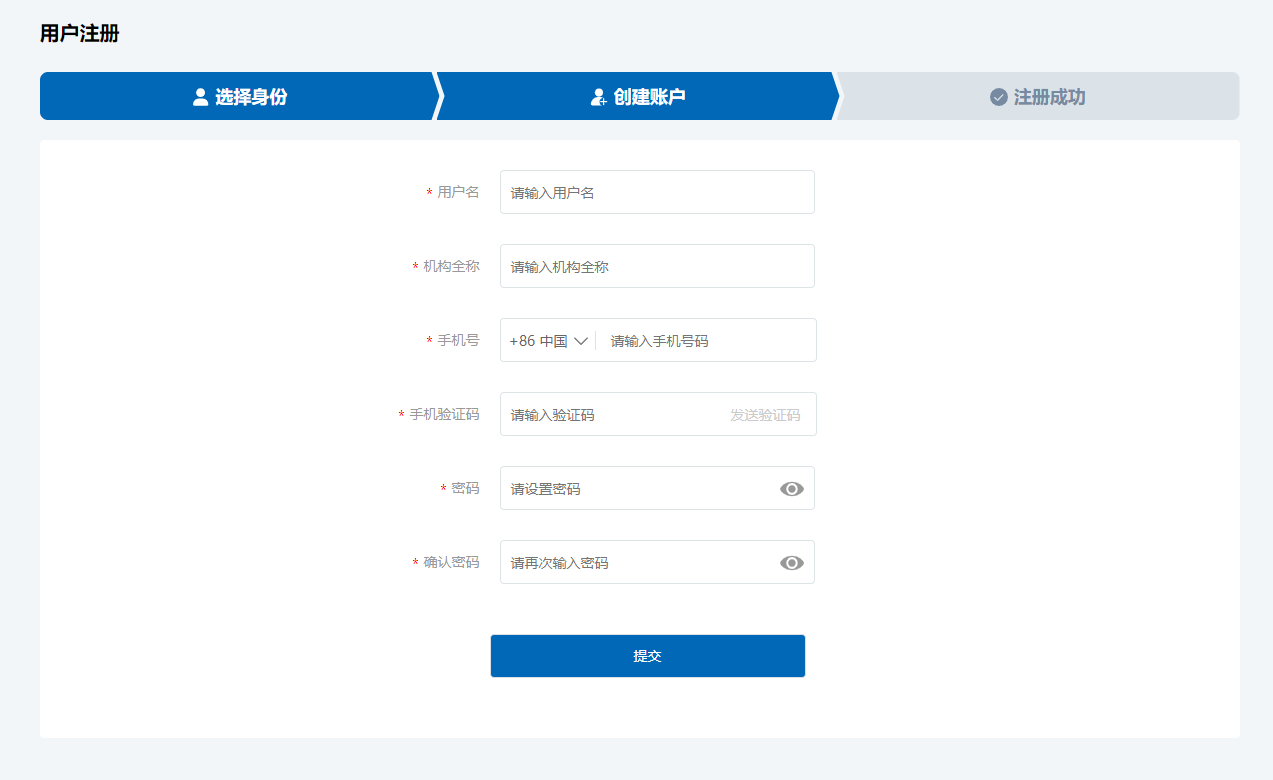 用户注册
选择身份 创建账户 注册成功
* 用户名 请输入用户名
* 机构全称 请输入机构全称
* 手机号 +86 中国 请输入手机号码
* 手机验证码 请输入验证码 发送验证码
* 密码 请设置密码
* 确认密码 请再次输入密码
提交